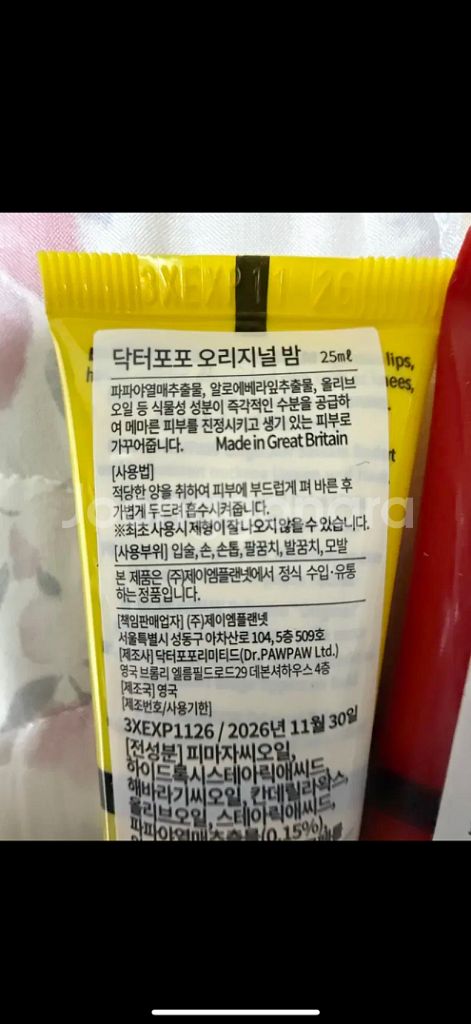 3XEXP11 26
닥터포포 오리지널 밤 25mℓ
lips,
파파야열매추출물, 알로에베라잎추출물, 올리브
오일 등 식물성 성분이 즉각적인 수분을 공급하
여 메마른 피부를 진정시키고 생기 있는 피부로
가꾸어줍니다. Made in Great Britain
[사용법]
적당한 양을 취하여 피부에 부드럽게 펴 바른 후
가볍게 두드려 흡수시켜줍니다.
※최초 사용시 제형이 잘 나오지 않을 수 있습니다.
[사용부위] 입술, 손, 손톱, 팔꿈치, 발꿈치, 모발
본 제품은 (주)제이엠플랜넷에서 정식 수입·유통
하는 정품입니다.
[책임판매업자] (주)제이엠플랜넷
서울특별시 성동구 아차산로 104, 5층 509호
[제조사] 닥터포포리미티드(Dr.PAWPAW Ltd.)
영국 브롬리 엘름필드로드29 데본셔하우스 4층
[제조국] 영국
[제조번호/사용기한]
3XEXP1126 / 2026년 11월 30일
[전성분] 피마자씨오일,
하이드록시스테아릭애씨드,
해바라기씨오일, 칸데릴라왁스,
올리브오일, 스테아릭애씨드,
파파야열매추출물(0.15%),